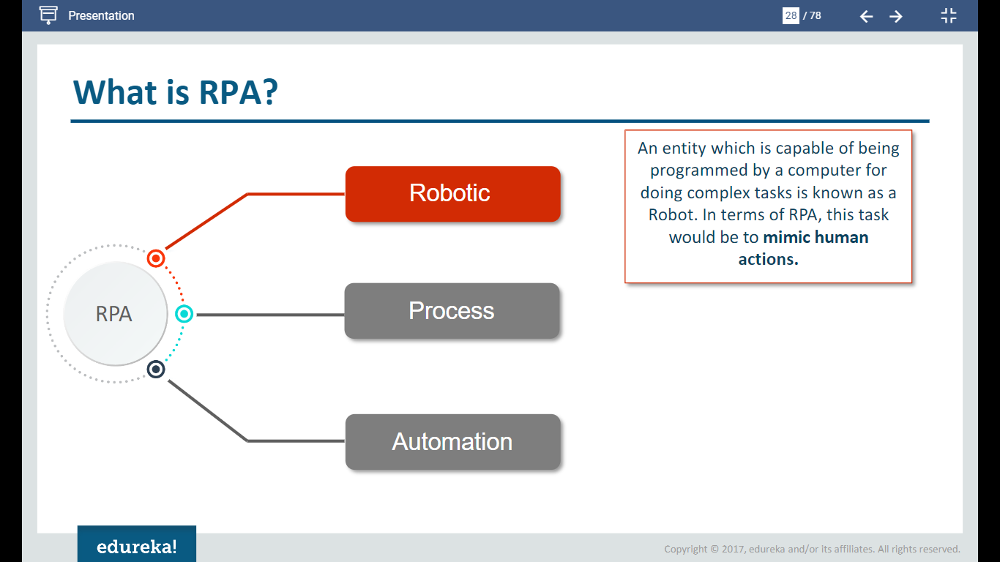 Presentation
28 / 78
What is RPA?
An entity which is capable of being
programmed by a computer for
doing complex tasks is known as a
Robot. In terms of RPA, this task
would be to mimic human
actions.
Robotic
RPA
Process
Automation
edureka!
Copyright © 2017, edureka and/or its affiliates. All rights reserved.